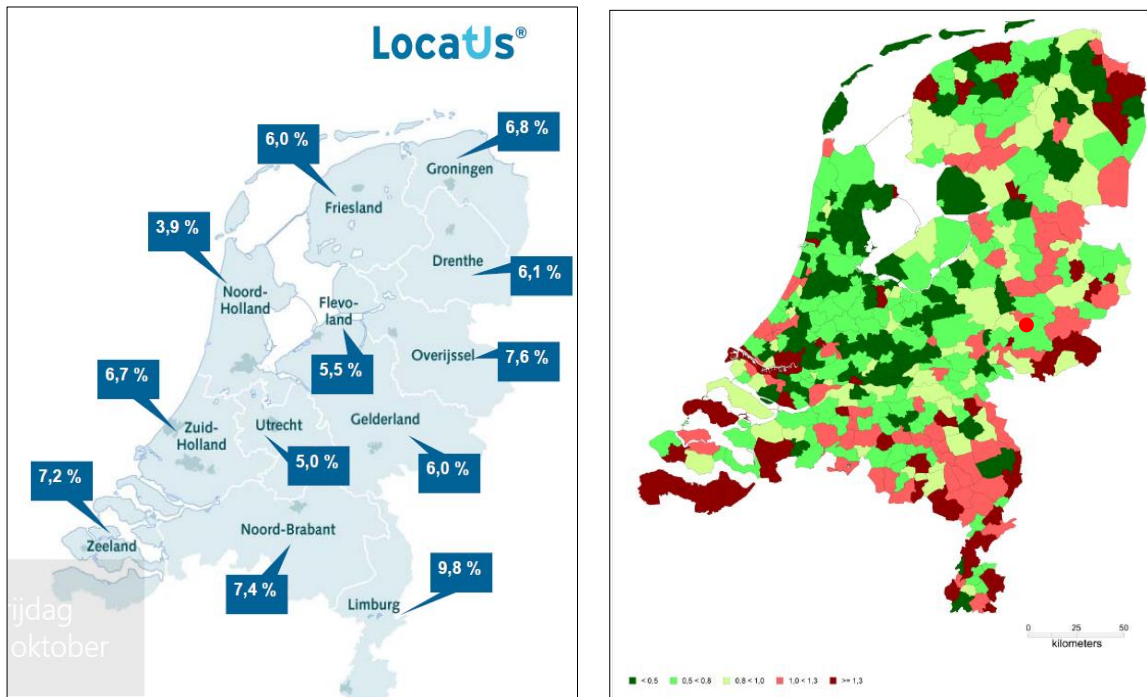 Locatus®
6,8 %
6,0 %
Groningen
Friesland
3,9 %
Drenthe
6,1 %
Noord-
Holland
Flevo-
land
Overijssel
7,6 %
5,5 %
6,7 %
Zuid-
Holland
Utrecht
Gelderland
5,0 %
6,0 %
7,2 %
Zeeland
Noord-Brabant
7,4 %
9,8 %
Limburg
rijdag
oktober
0 25 50
kilometers
< 0.5 0,5 < 0.8 0.8 < 1.0 1,0 < 1.3 >= 1,3